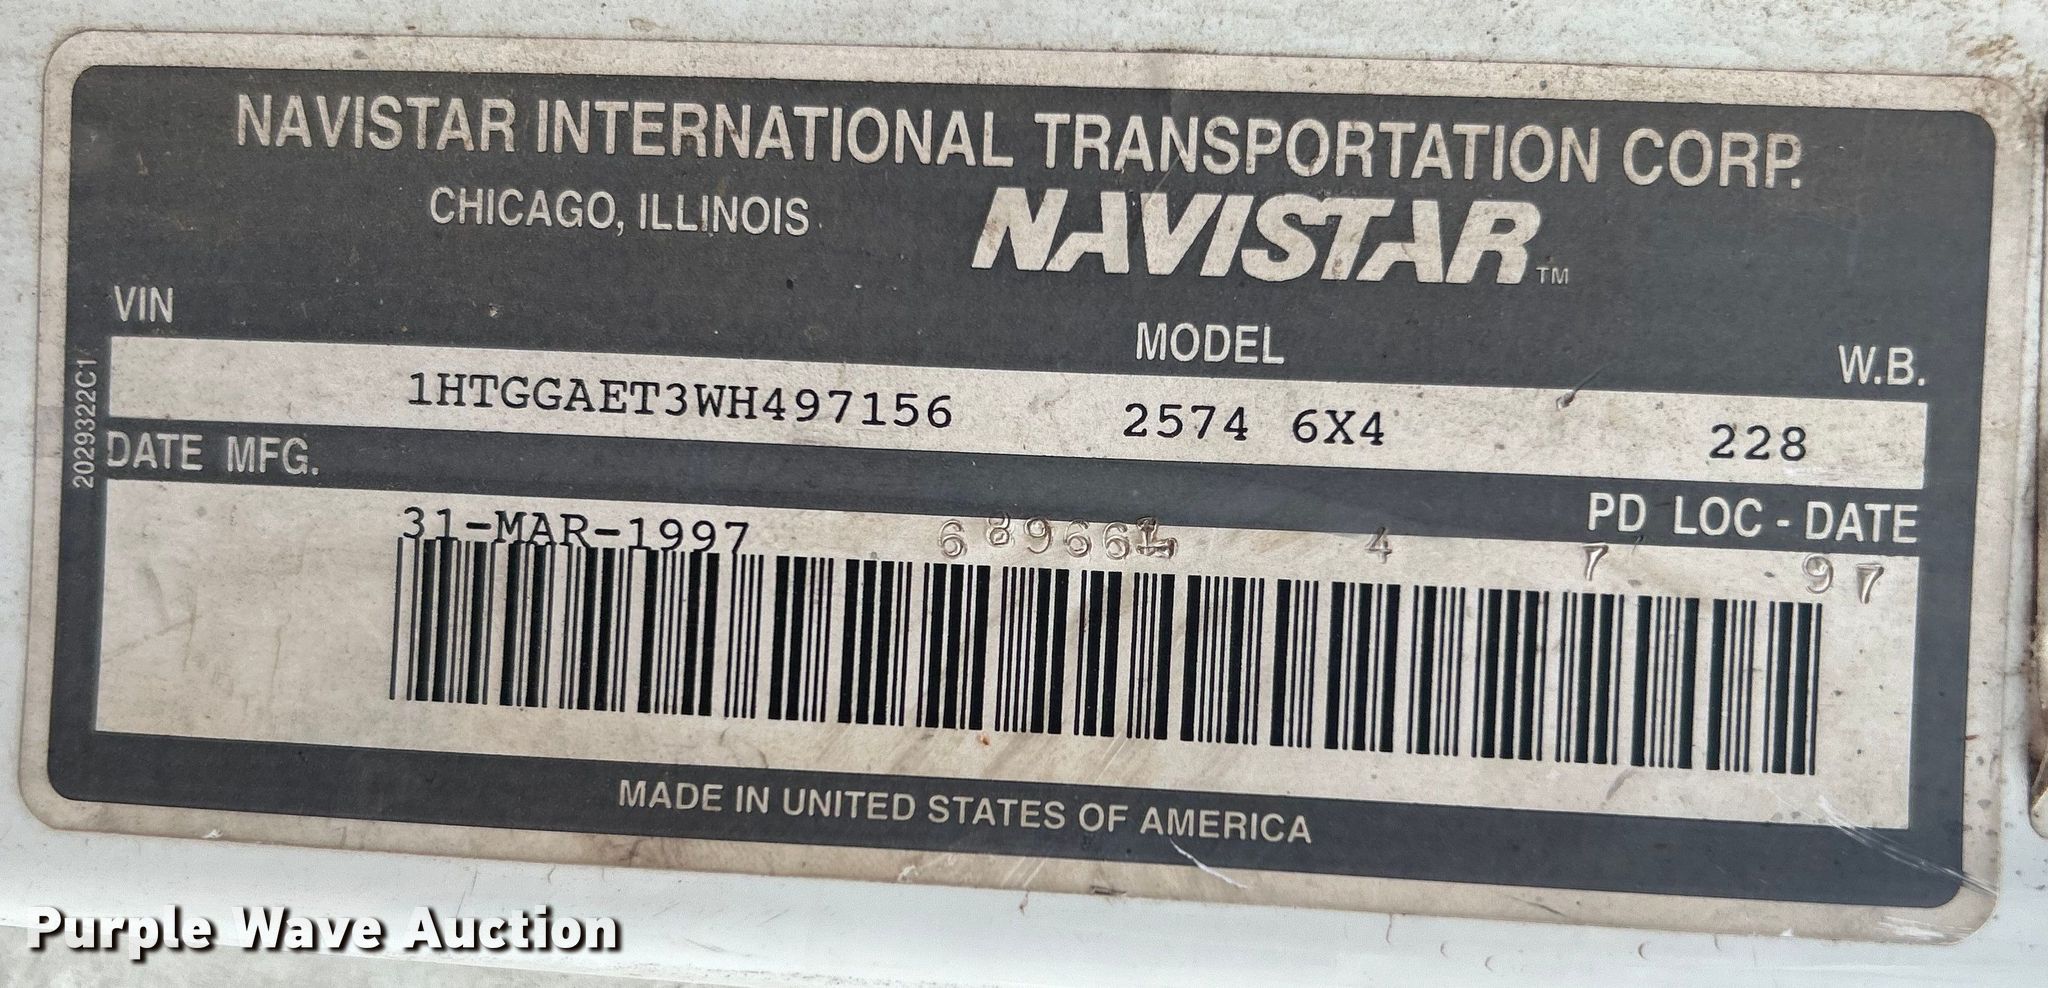 NAVISTAR INTERNATIONAL TRANSPORTATION CORP.
CHICAGO, ILLINOIS NAVISTAR™
VIN MODEL W.B.
1HTGGAET3WH497156 2574 6X4 228
2029322C1
DATE MFG. PD LOC - DATE
31-MAR-1997 4 7 97
MADE IN UNITED STATES OF AMERICA
Purple Wave Auction